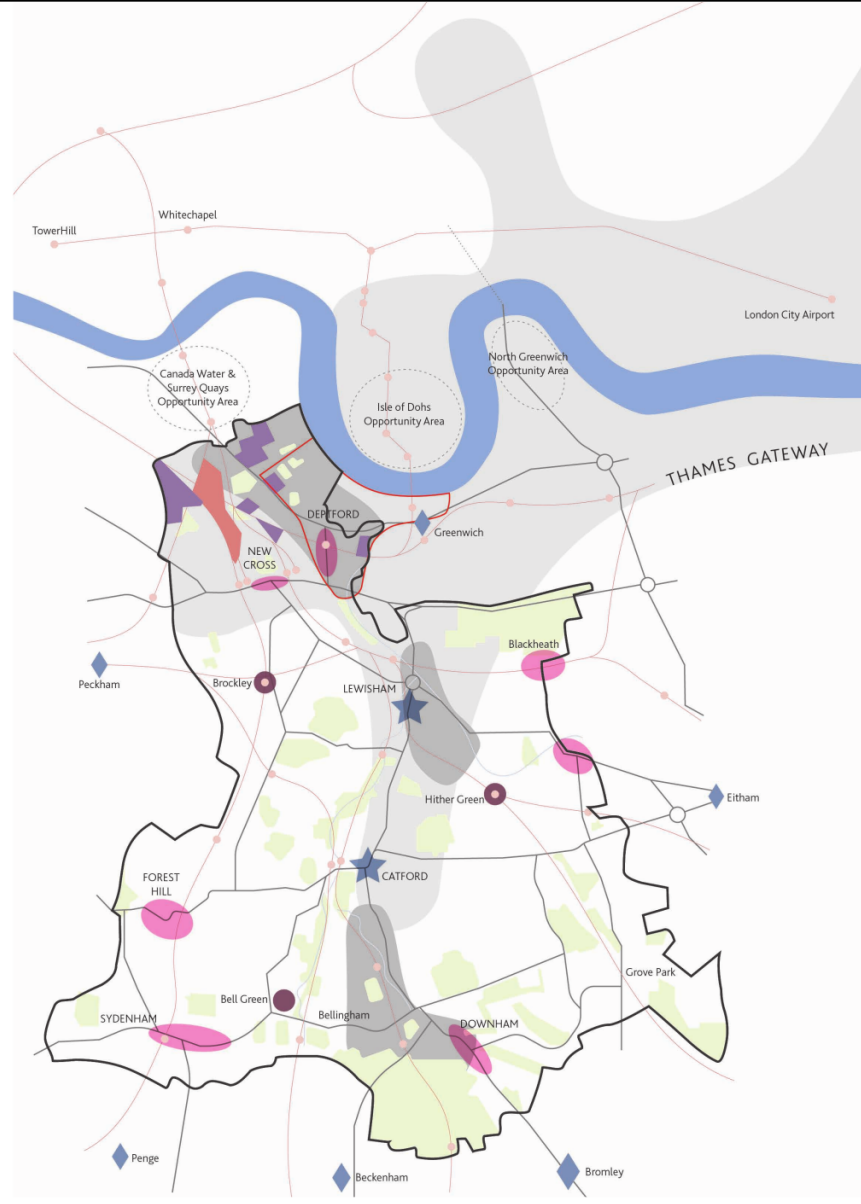 Whitechapel
TowerHill
London City Airport
North Greenwich
Opportunity Area
Canada Water &
Surrey Quays
Opportunity Area
Isle of Dohs
Opportunity Area
THAMES GATEWAY
DEPTFORD
Greenwich
NEW
CROSS
Blackheath
Peckham
Brockley
LEWISHAM
Hither Green
Eitham
CATFORD
FOREST
HILL
Grove Park
Bell Green
Bellingham
SYDENHAM
DOWNHAM
Penge
Beckenham
Bromley